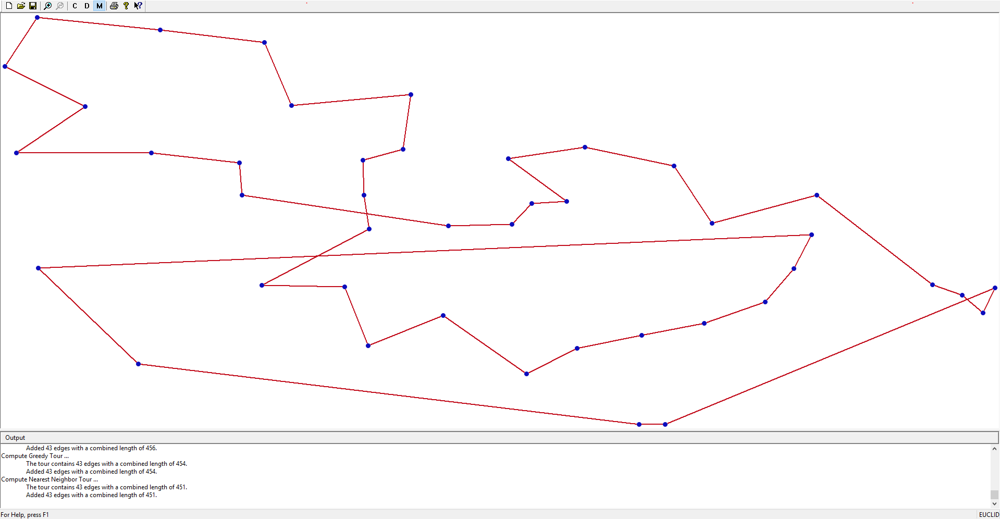 C D M ?
Output
Added 43 edges with a combined length of 456.
Compute Greedy Tour ...
The tour contains 43 edges with a combined length of 454.
Added 43 edges with a combined length of 454.
Compute Nearest Neighbor Tour ...
The tour contains 43 edges with a combined length of 451.
Added 43 edges with a combined length of 451.
For Help, press F1
EUCLID